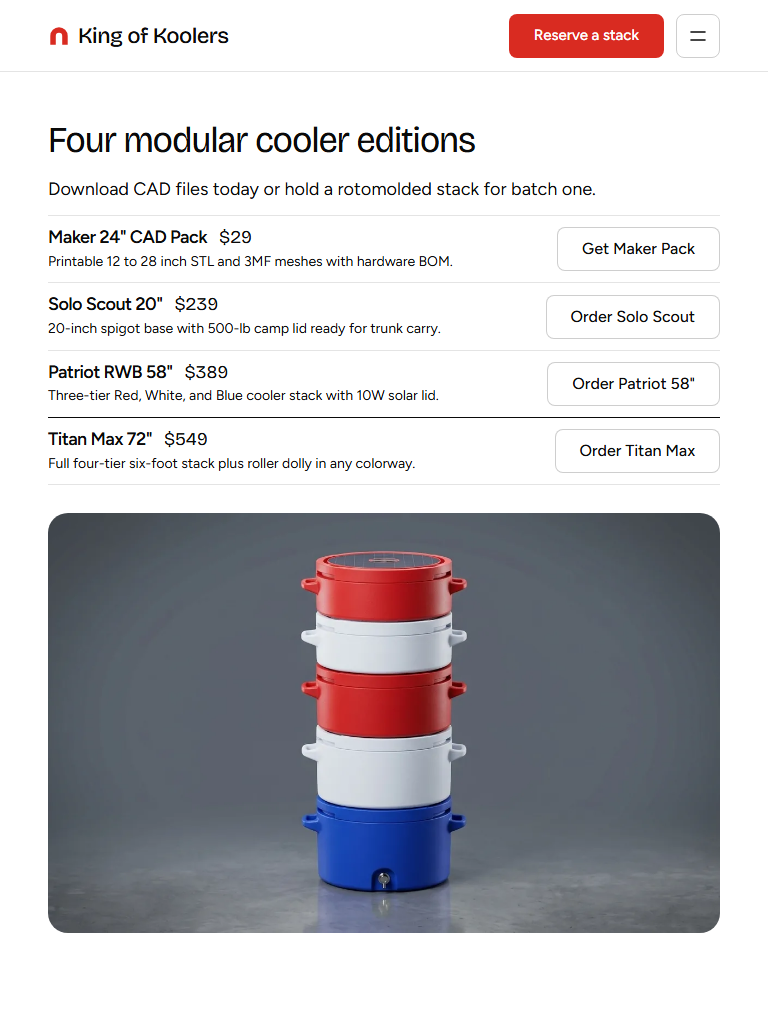 King of Koolers
Reserve a stack
Four modular cooler editions
Download CAD files today or hold a rotomolded stack for batch one.
Maker 24" CAD Pack $29
Printable 12 to 28 inch STL and 3MF meshes with hardware BOM.
Get Maker Pack
Solo Scout 20" $239
20-inch spigot base with 500-lb camp lid ready for trunk carry.
Order Solo Scout
Patriot RWB 58" $389
Three-tier Red, White, and Blue cooler stack with 10W solar lid.
Order Patriot 58"
Titan Max 72" $549
Full four-tier six-foot stack plus roller dolly in any colorway.
Order Titan Max